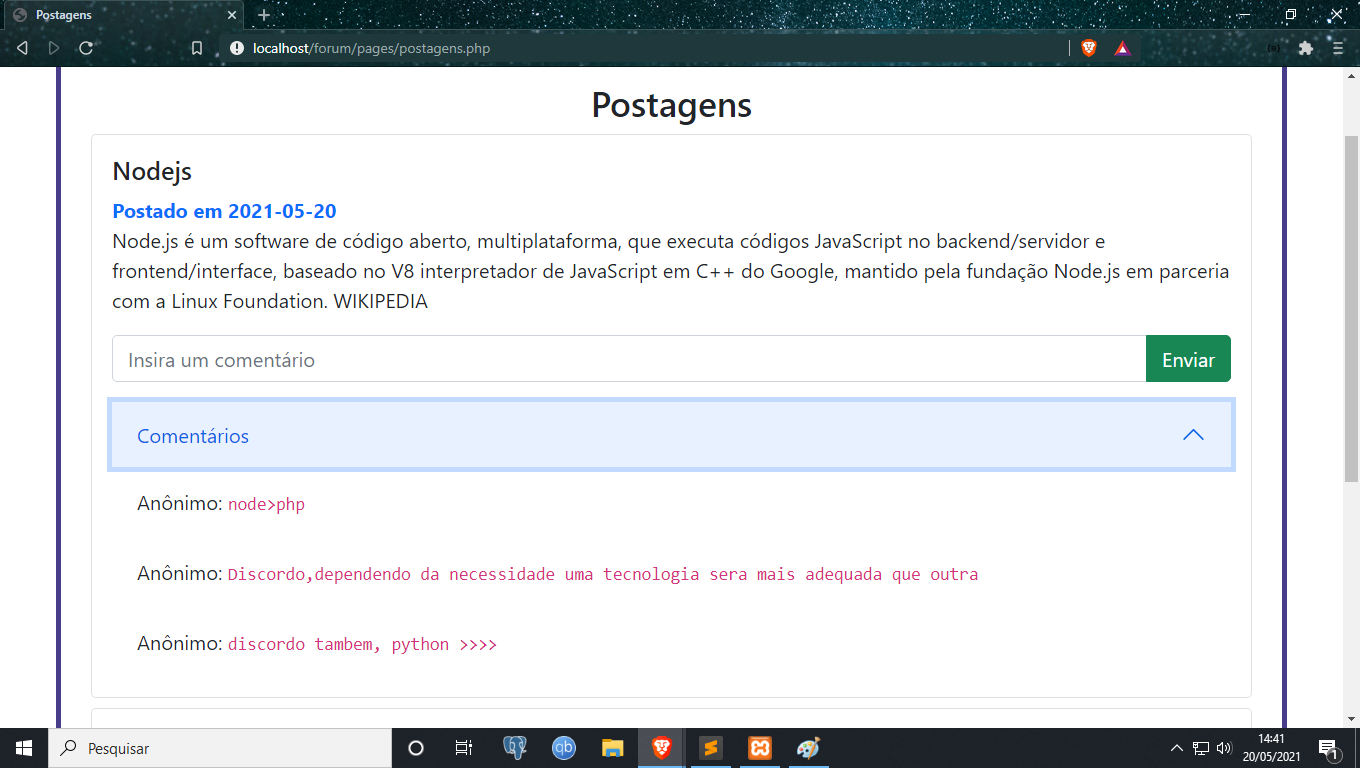 Postagens
localhost/forum/pages/postagens.php
Postagens
Nodejs
Postado em 2021-05-20
Node.js é um software de código aberto, multiplataforma, que executa códigos JavaScript no backend/servidor e
frontend/interface, baseado no V8 interpretador de JavaScript em C++ do Google, mantido pela fundação Node.js em parceria
com a Linux Foundation. WIKIPEDIA
Insira um comentário
Enviar
Comentários
Anônimo: node>php
Anônimo: Discordo,dependendo da necessidade uma tecnologia sera mais adequada que outra
Anônimo: discordo tambem, python >>>>
Pesquisar
qb
14:41
20/05/2021
1